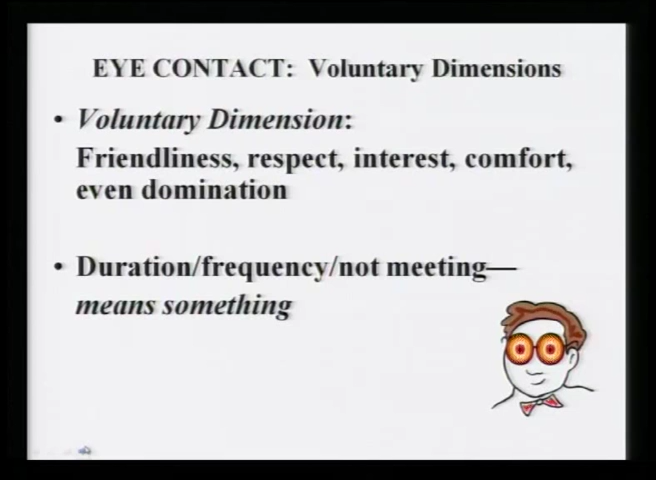 EYE CONTACT: Voluntary Dimensions
• Voluntary Dimension:
Friendliness, respect, interest, comfort,
even domination
• Duration/frequency/not meeting—
means something